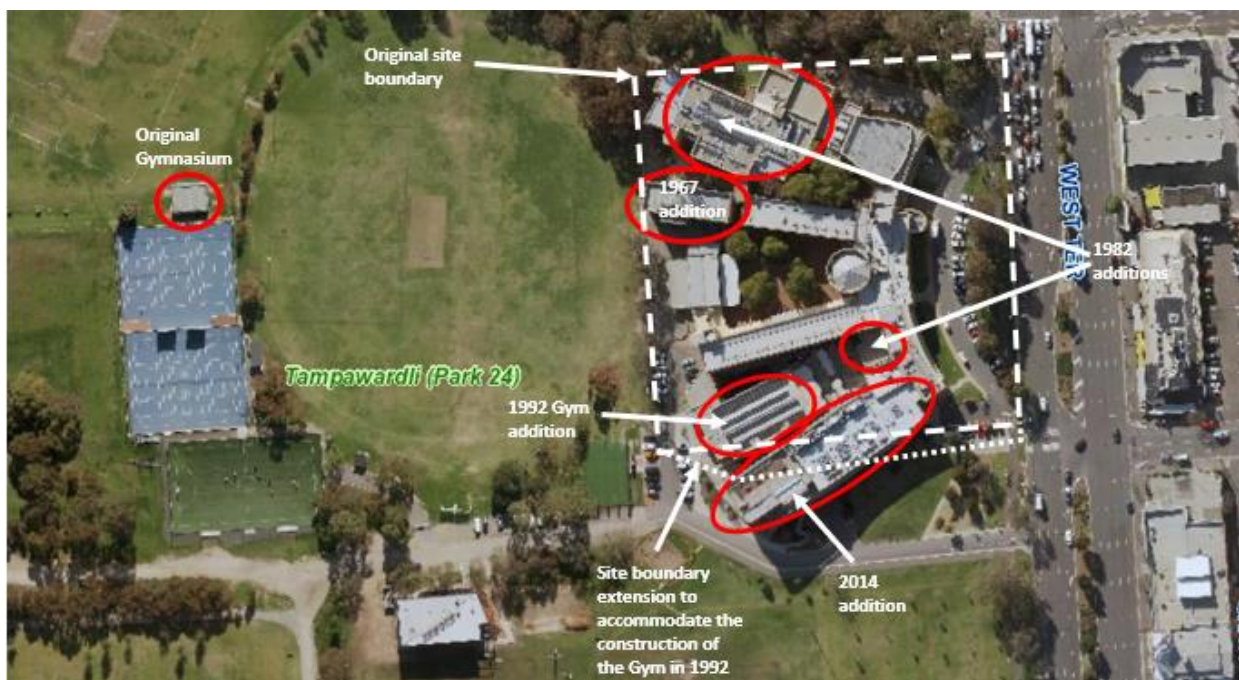 Original site
boundary
Original
Gymnasium
1967
addition
WEST TER
1982
additions
Tampawardli (Park 24)
1992 Gym
addition
Site boundary
extension to
accommodate the
construction of
the Gym in 1992
2014
addition